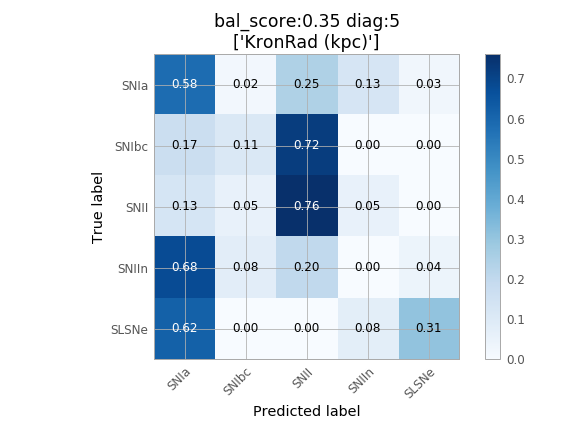 bal_score:0.35 diag:5
['KronRad (kpc)']
True label
SNIa 0.58 0.02 0.25 0.13 0.03
SNIbc 0.17 0.11 0.72 0.00 0.00
SNII 0.13 0.05 0.76 0.05 0.00
SNIIn 0.68 0.08 0.20 0.00 0.04
SLSNe 0.62 0.00 0.00 0.08 0.31
SNIa SNIbc SNII SNIIn SLSNe
Predicted label
0.7
0.6
0.5
0.4
0.3
0.2
0.1
0.0